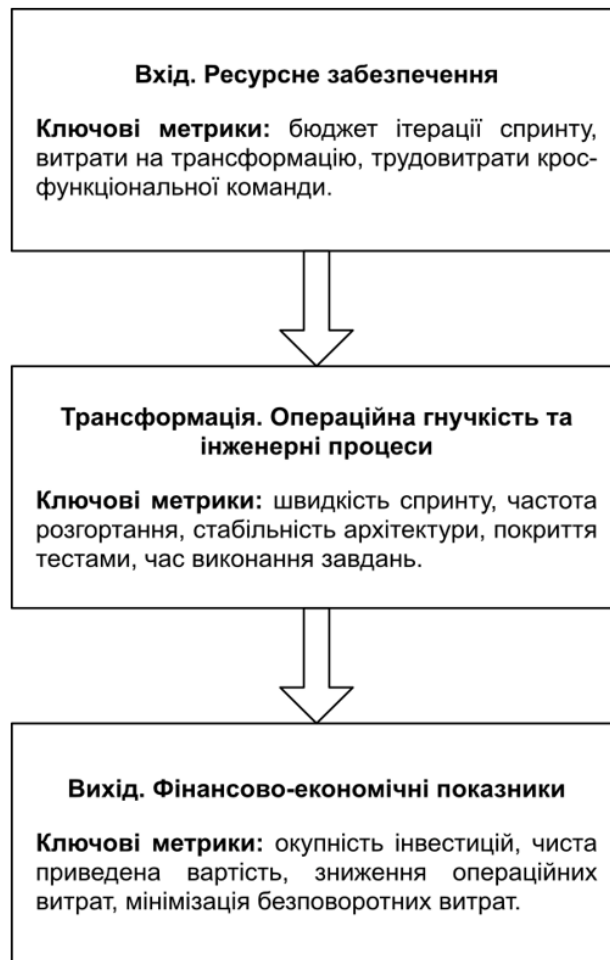 Вхід. Ресурсне забезпечення
Ключові метрики: бюджет ітерації спринту,
витрати на трансформацію, трудовитрати крос-
функціональної команди.
Трансформація. Операційна гнучкість та
інженерні процеси
Ключові метрики: швидкість спринту, частота
розгортання, стабільність архітектури, покриття
тестами, час виконання завдань.
Вихід. Фінансово-економічні показники
Ключові метрики: окупність інвестицій, чиста
приведена вартість, зниження операційних
витрат, мінімізація безповоротних витрат.